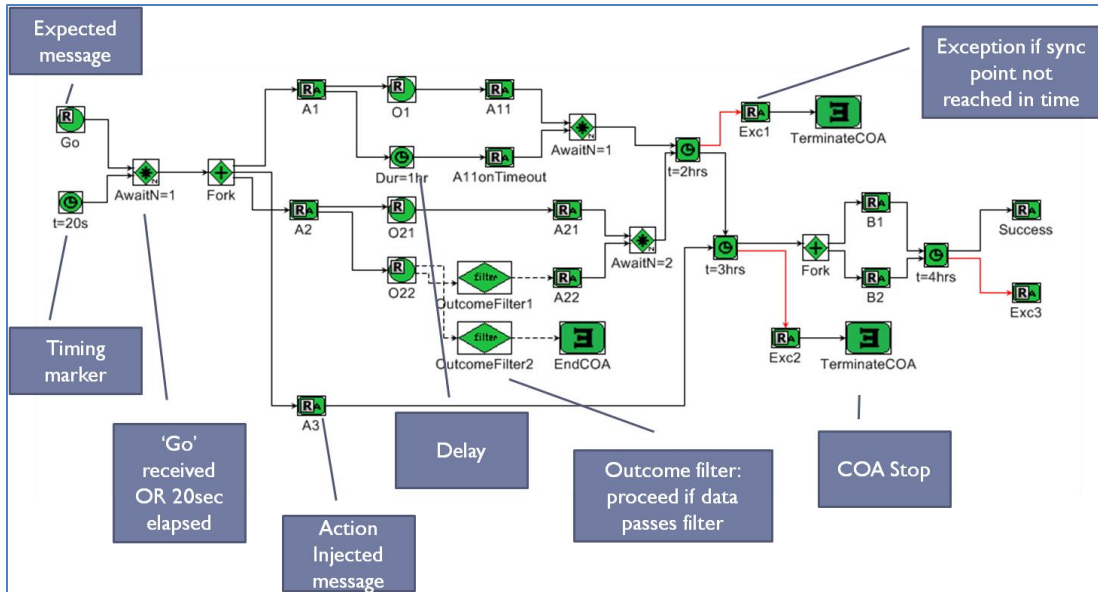 Expected
message
Exception if sync
point not
reached in time
Go
t=20s
AwaitN=1
Fork
A1
O1
A11
Dur=1hr
A11onTimeout
AwaitN=1
Exc1
TerminateCOA
t=2hrs
A2
O21
A21
AwaitN=2
O22
filter
OutcomeFilter1
A22
filter
OutcomeFilter2
EndCOA
t=3hrs
Fork
B1
B2
t=4hrs
Success
Exc3
Exc2
TerminateCOA
A3
Timing
marker
'Go'
received
OR 20sec
elapsed
Action
Injected
message
Delay
Outcome filter:
proceed if data
passes filter
COA Stop